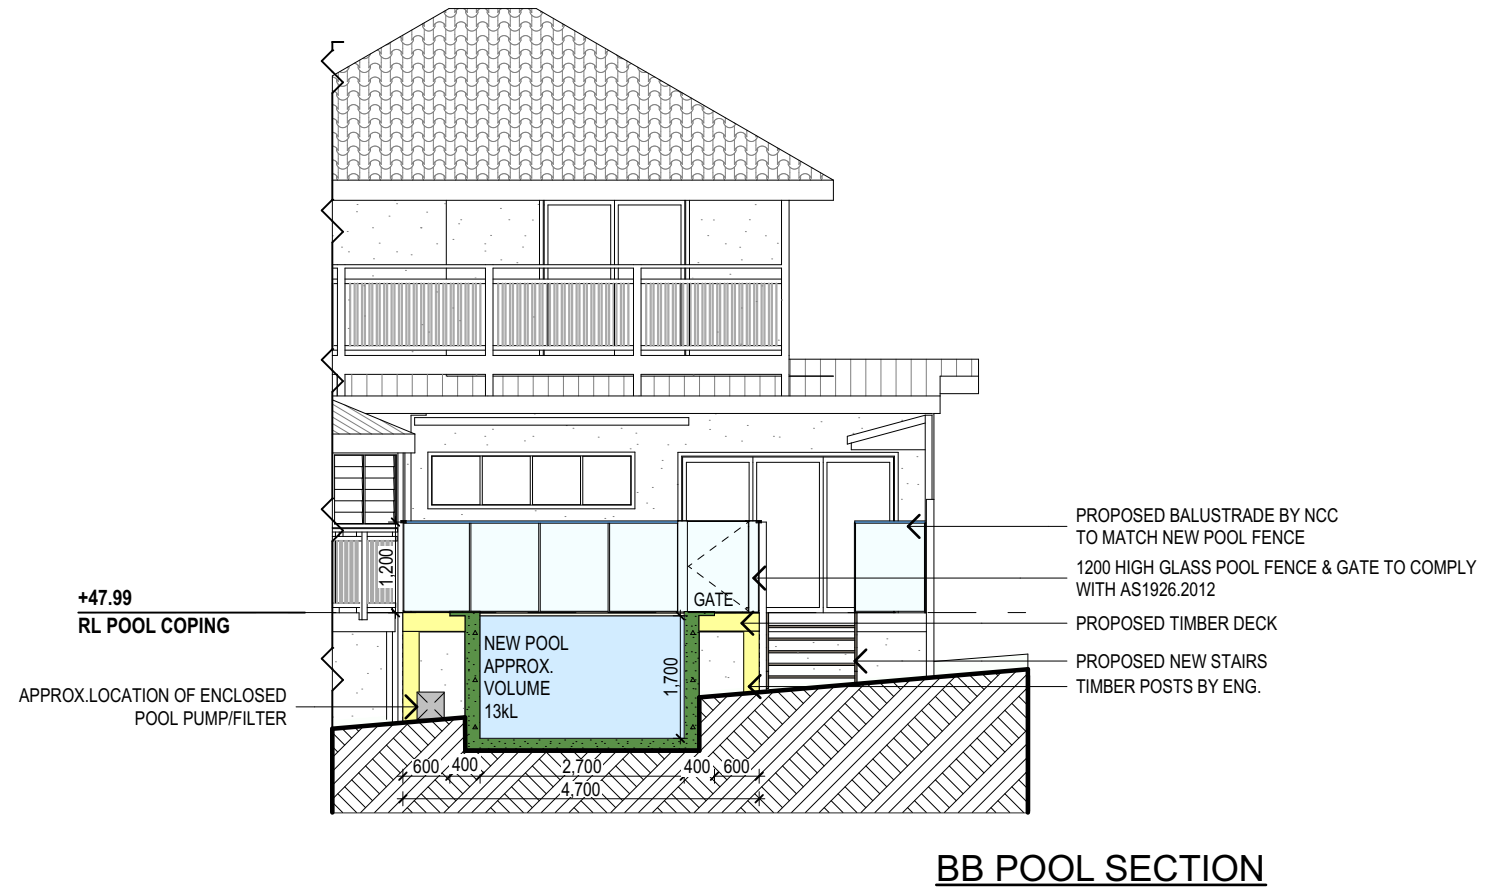 PROPOSED BALUSTRADE BY NCC
TO MATCH NEW POOL FENCE
1200 HIGH GLASS POOL FENCE & GATE TO COMPLY
WITH AS1926.2012
1,200
+47.99
RL POOL COPING
GATE
PROPOSED TIMBER DECK
NEW POOL
APPROX.
VOLUME
13kL
1,700
PROPOSED NEW STAIRS
TIMBER POSTS BY ENG.
APPROX.LOCATION OF ENCLOSED
POOL PUMP/FILTER
600 400 2,700 400 600
4,700
BB POOL SECTION